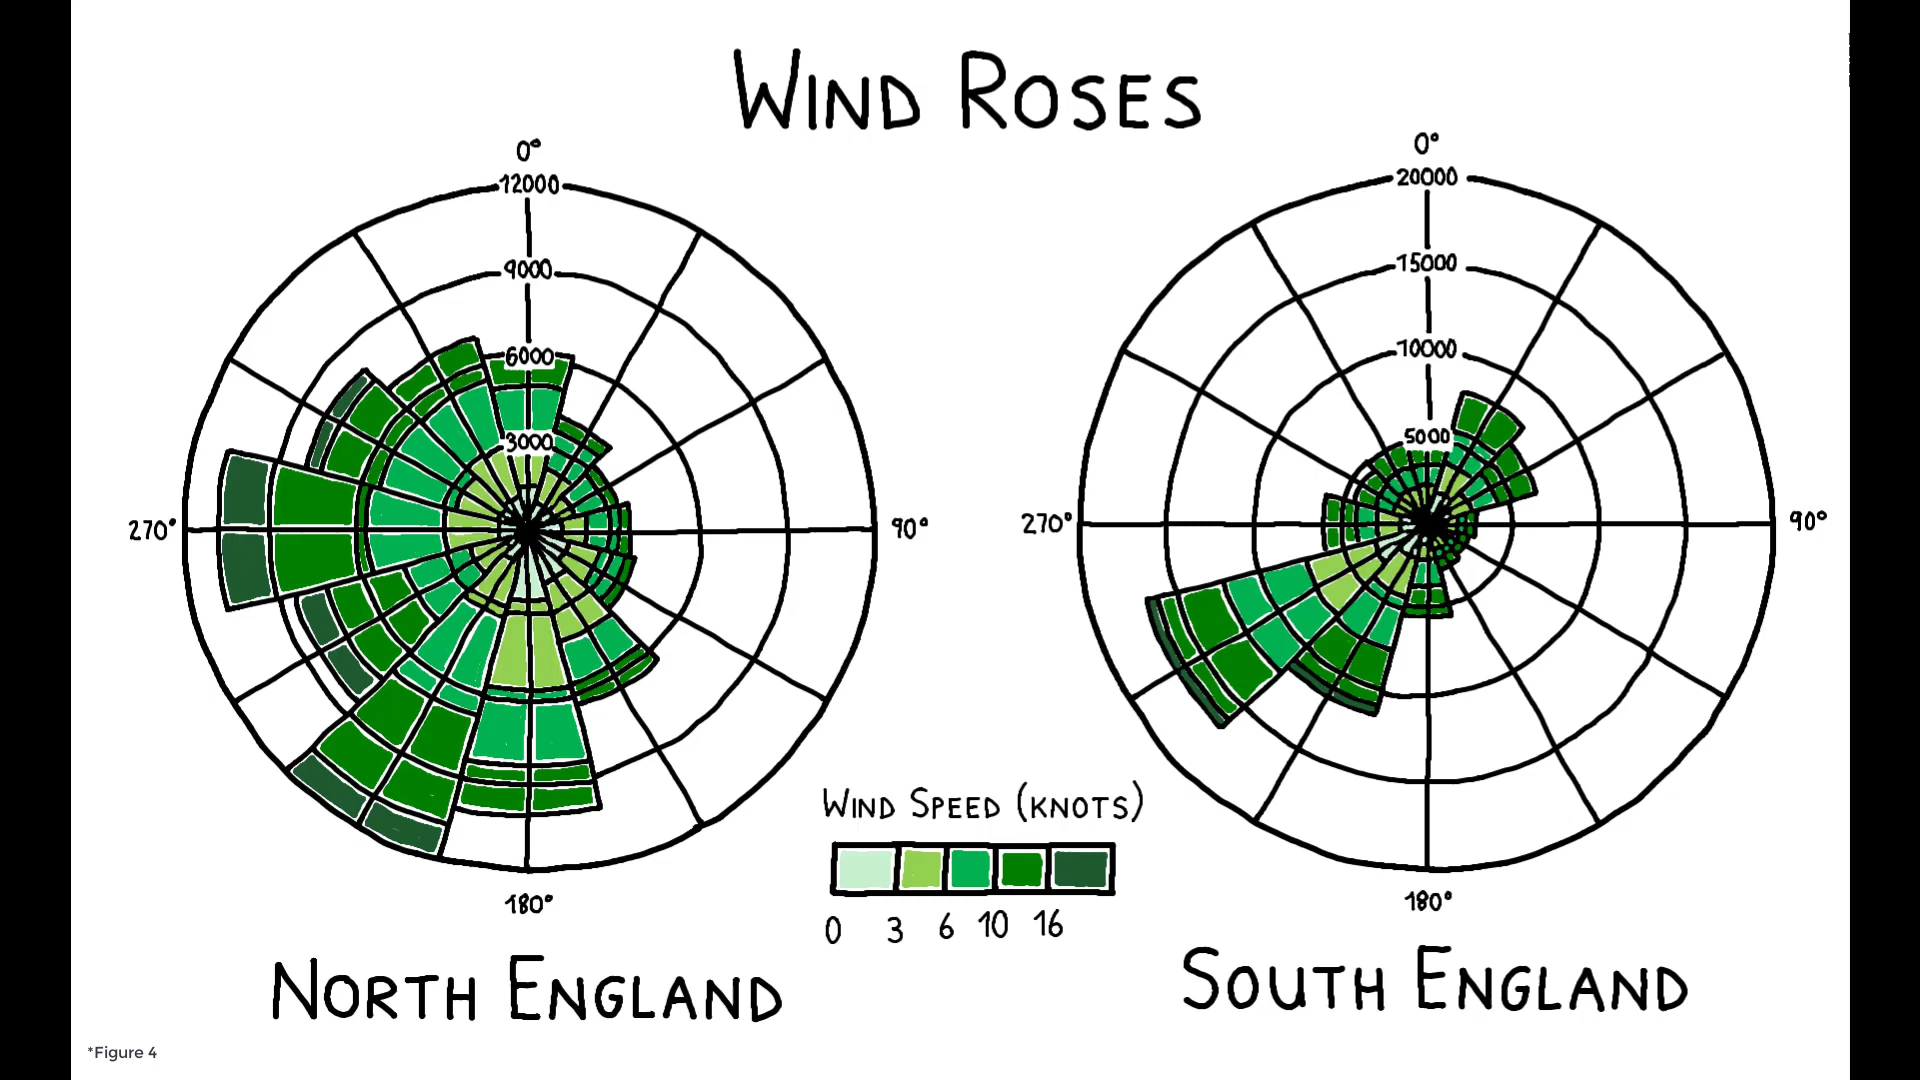 WIND ROSES
0°
12000
9000
6000
3000
270°
90°
180°
NORTH ENGLAND
0°
20000
15000
10000
5000
270°
90°
180°
SOUTH ENGLAND
WIND SPEED (KNOTS)
0 3 6 10 16
*Figure 4